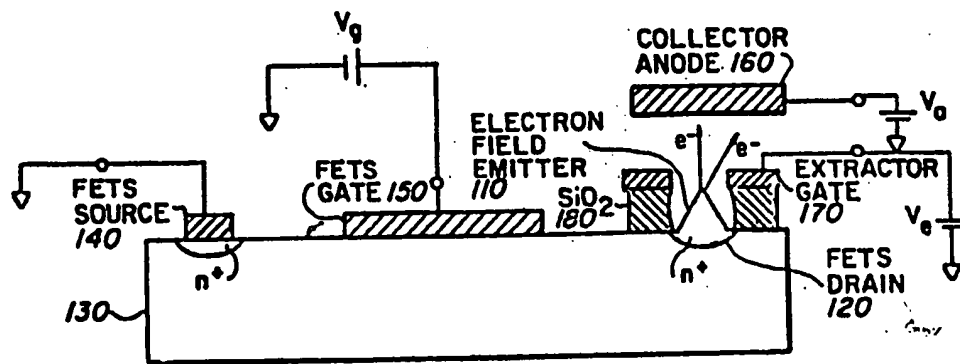 Vg
COLLECTOR
ANODE 160
Va
ELECTRON
FIELD
EMITTER
110
e-
e-
FETS
GATE 150
EXTRACTOR
GATE
170
FETS
SOURCE
140
SiO2
180
Ve
n+
n+
FETS
DRAIN
120
130